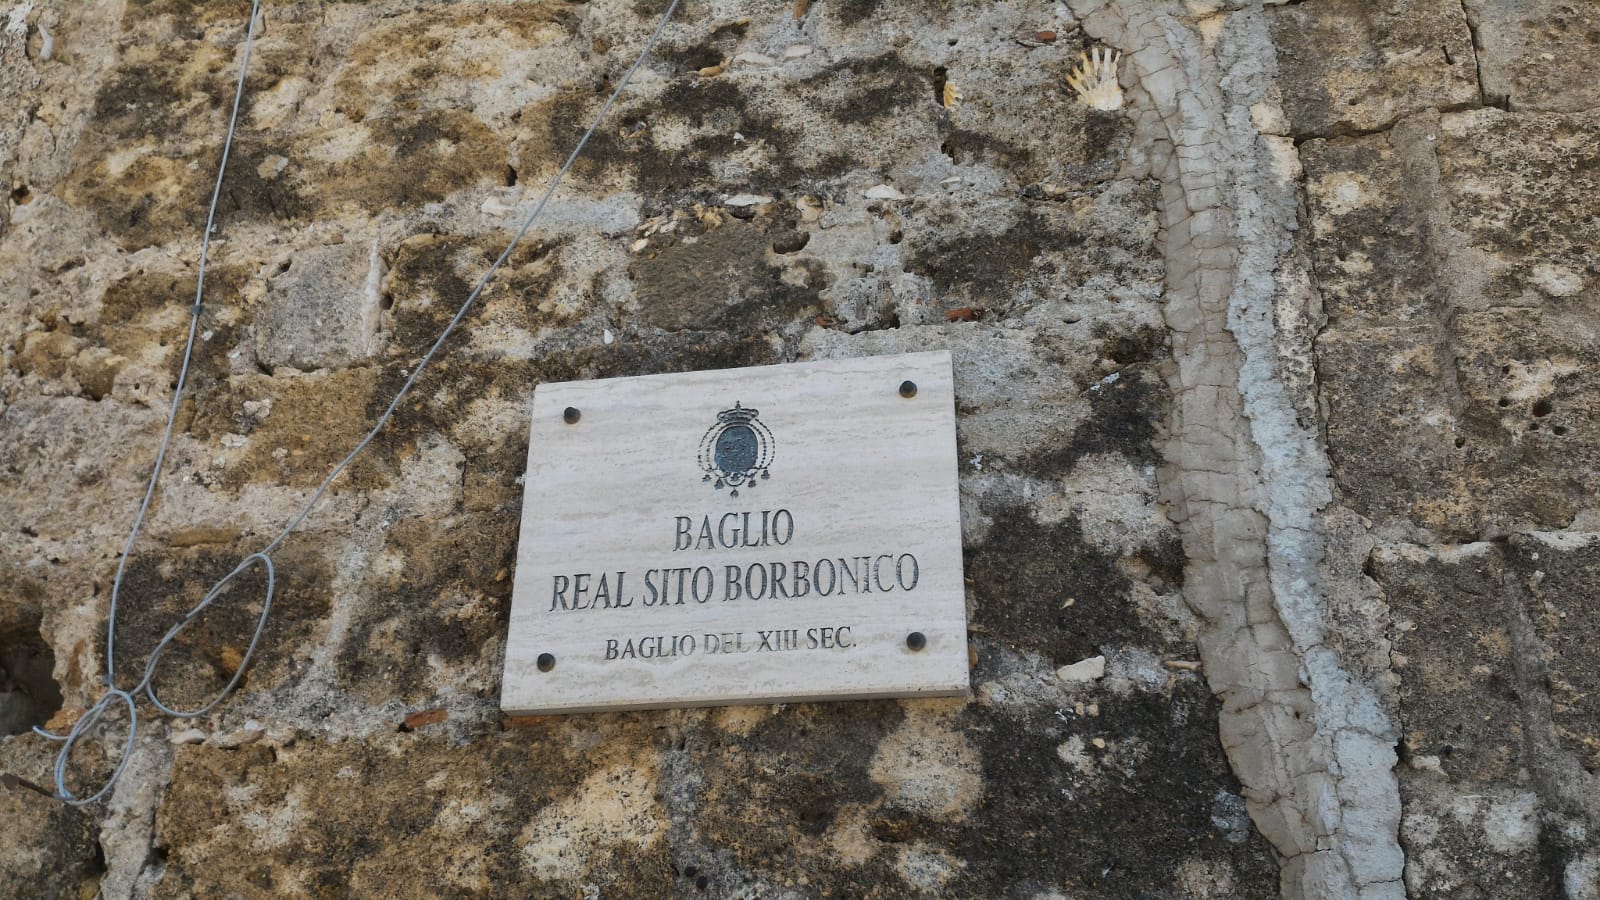 BAGLIO
REAL SITO BORBONICO
BAGLIO DEL XIII SEC.